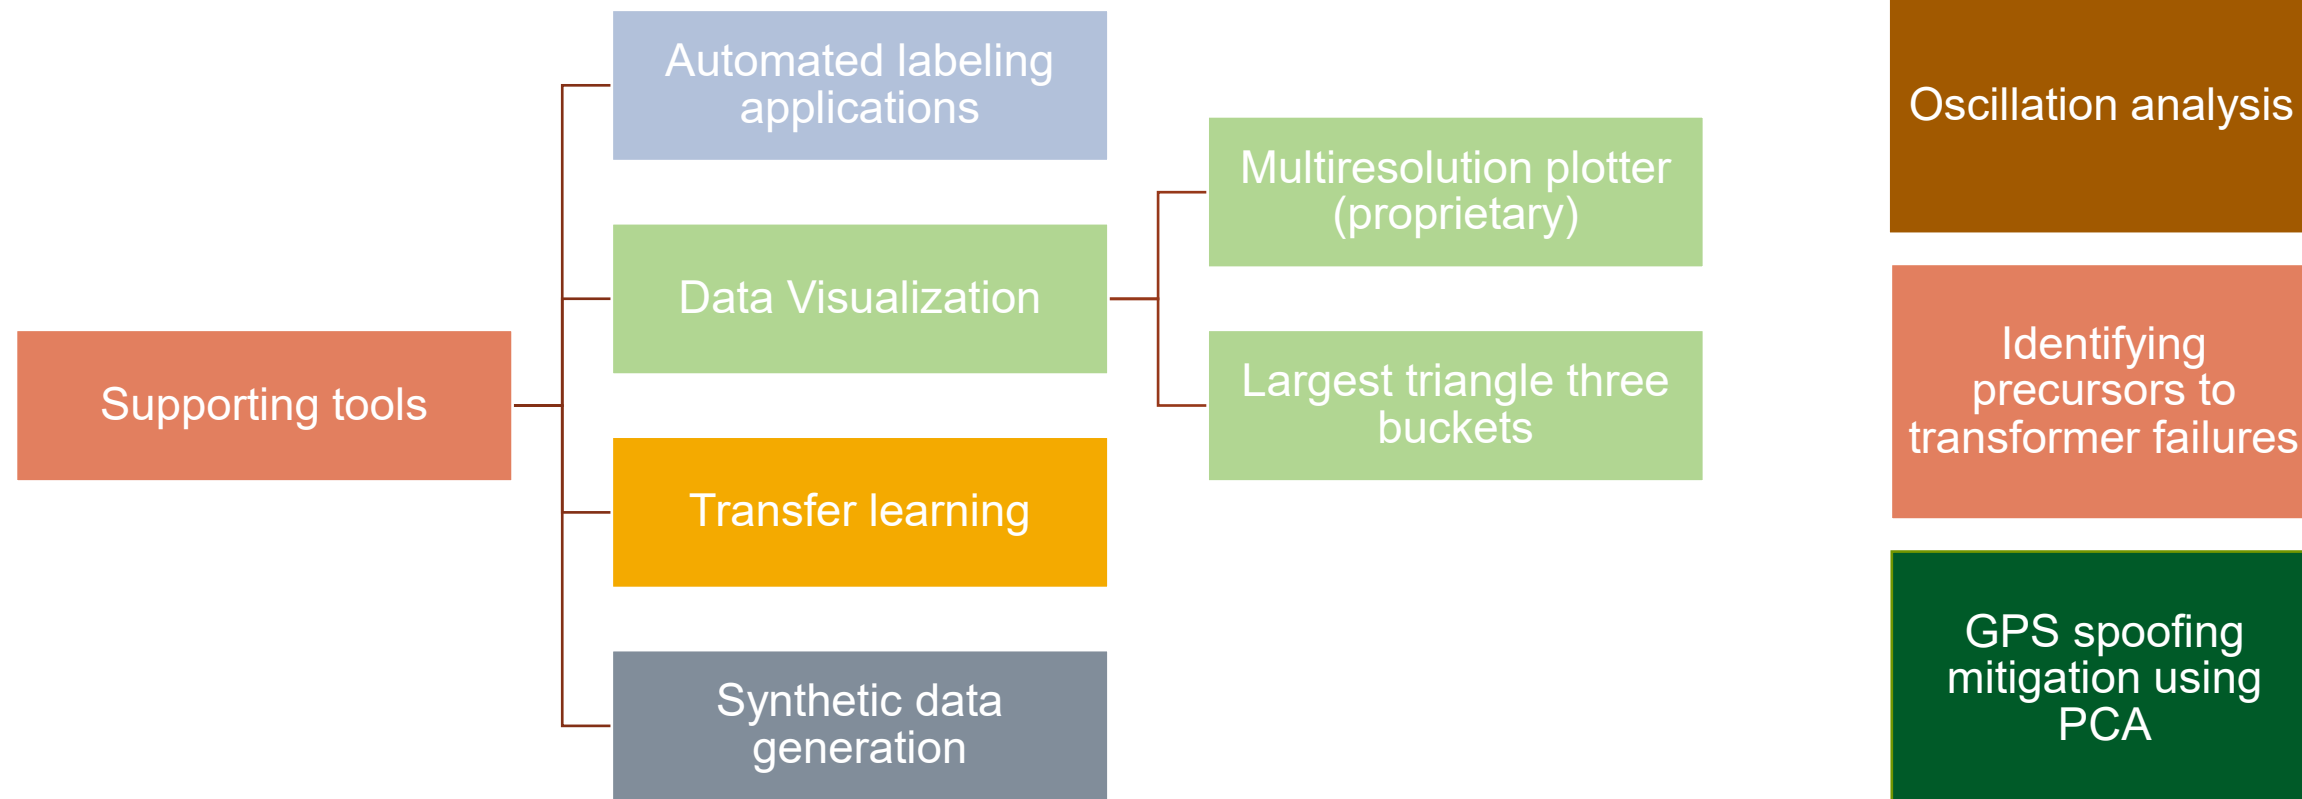 Supporting tools
Automated labeling
applications
Data Visualization
Transfer learning
Synthetic data
generation
Multiresolution plotter
(proprietary)
Largest triangle three
buckets
Oscillation analysis
Identifying
precursors to
transformer failures
GPS spoofing
mitigation using
PCA